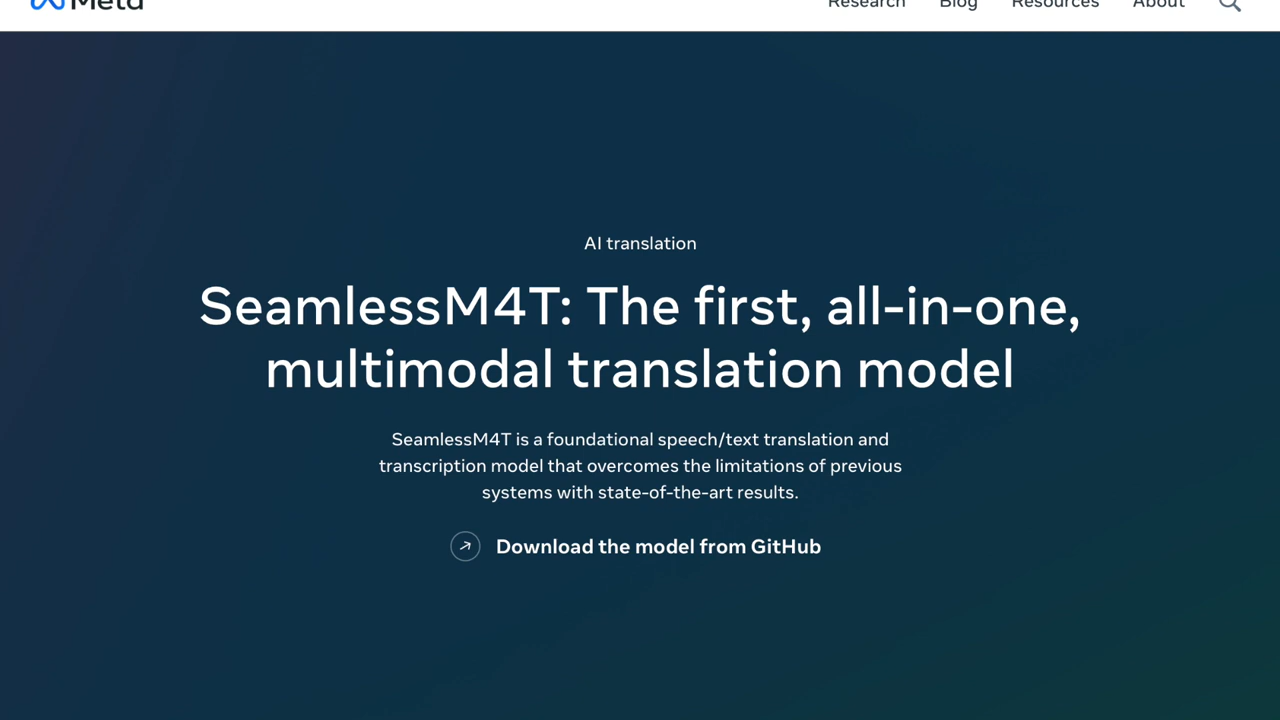 Meta
Research Blog Resources About
AI translation
SeamlessM4T: The first, all-in-one,
multimodal translation model
SeamlessM4T is a foundational speech/text translation and
transcription model that overcomes the limitations of previous
systems with state-of-the-art results.
Download the model from GitHub